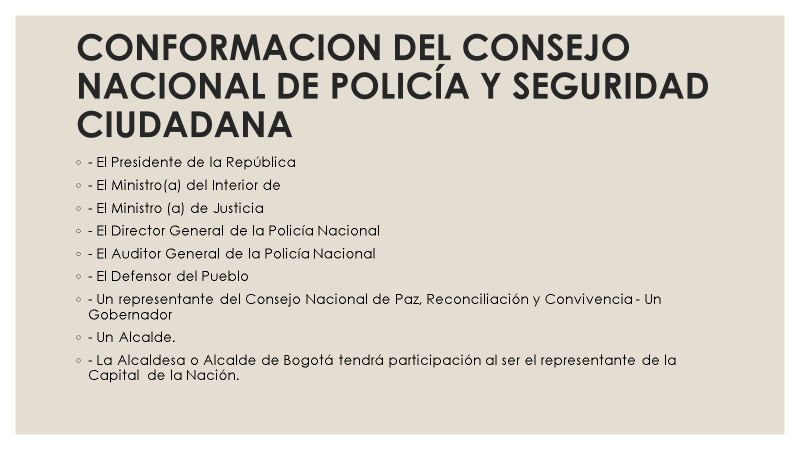 CONFORMACION DEL CONSEJO
NACIONAL DE POLICÍA Y SEGURIDAD
CIUDADANA
◦ - El Presidente de la República
◦ - El Ministro(a) del Interior de
◦ - El Ministro (a) de Justicia
◦ - El Director General de la Policía Nacional
◦ - El Auditor General de la Policía Nacional
◦ - El Defensor del Pueblo
◦ - Un representante del Consejo Nacional de Paz, Reconciliación y Convivencia - Un
Gobernador
◦ - Un Alcalde.
◦ - La Alcaldesa o Alcalde de Bogotá tendrá participación al ser el representante de la
Capital de la Nación.